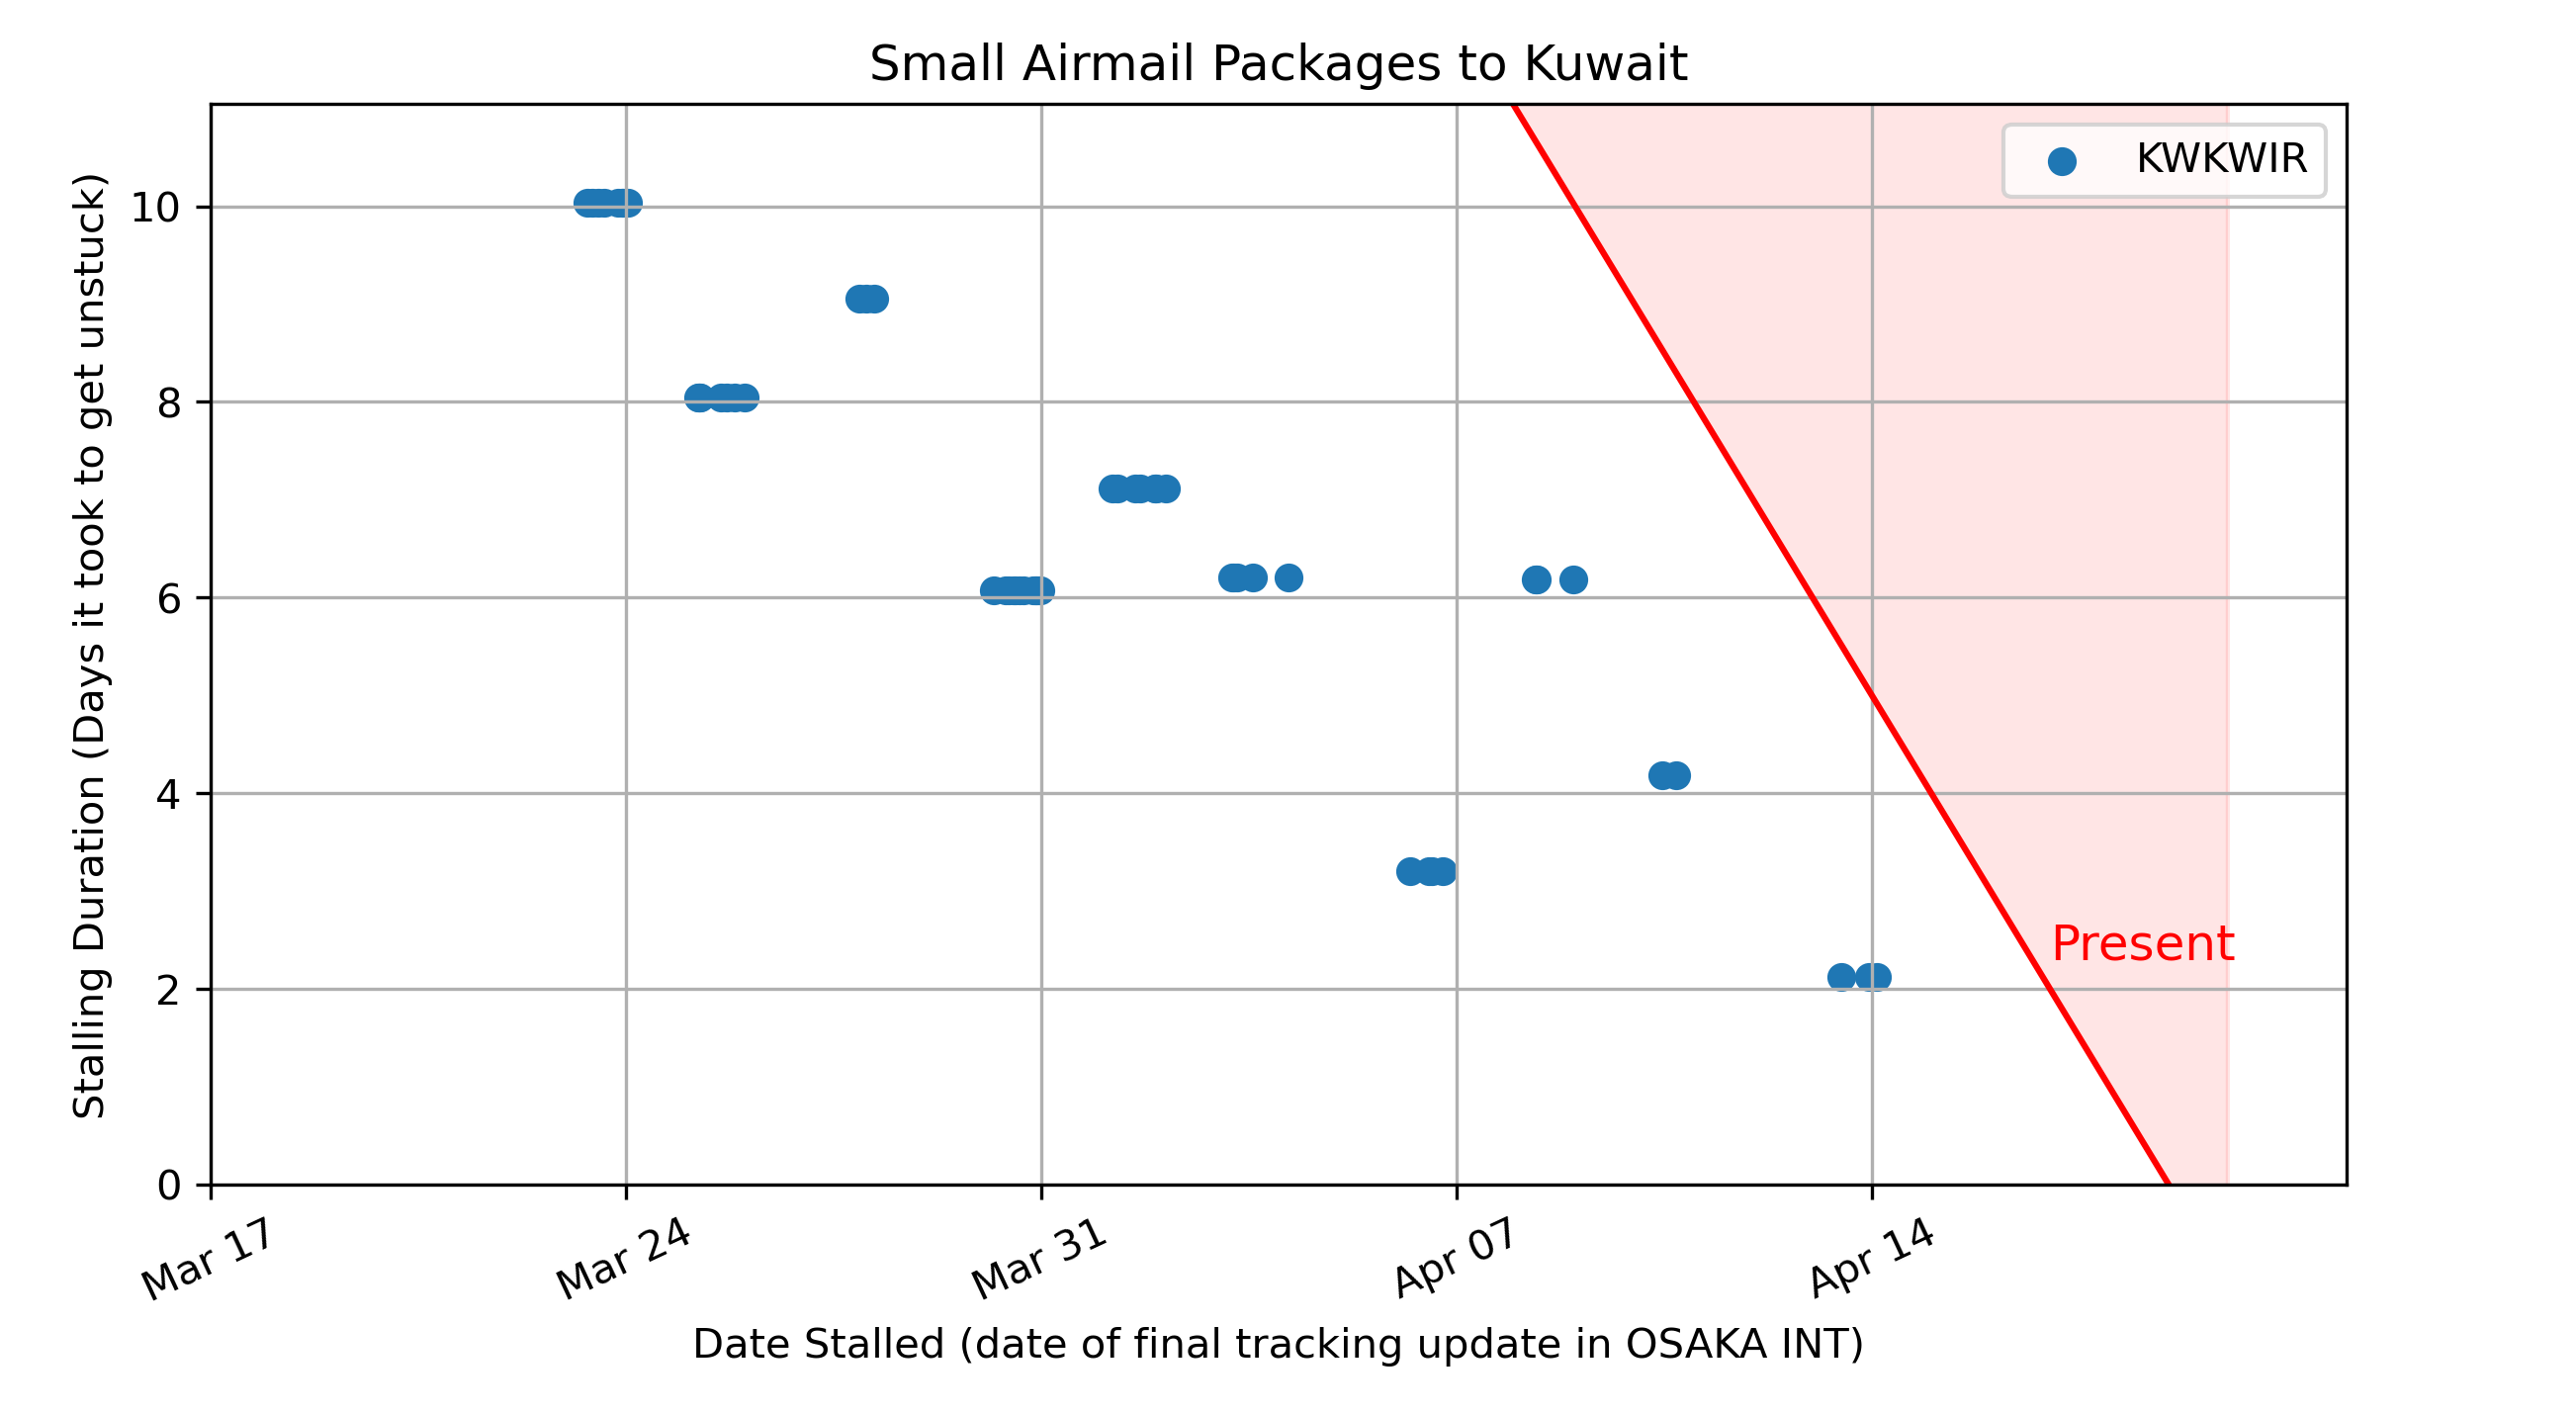 Small Airmail Packages to Kuwait
KWKWIR
Stalling Duration (Days it took to get unstuck)
10
8
6
4
2
0
Present
Mar 17
Mar 24
Mar 31
Apr 07
Apr 14
Date Stalled (date of final tracking update in OSAKA INT)